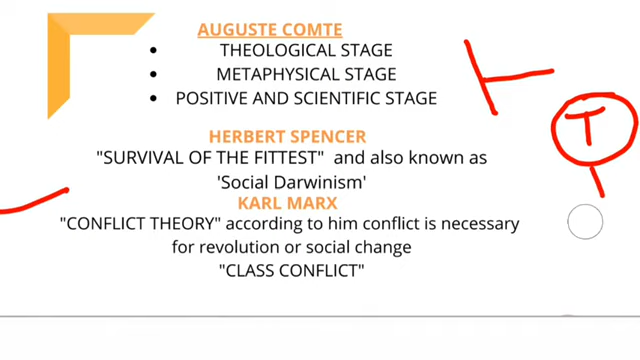 AUGUSTE COMTE
• THEOLOGICAL STAGE
• METAPHYSICAL STAGE
• POSITIVE AND SCIENTIFIC STAGE
T
HERBERT SPENCER
"SURVIVAL OF THE FITTEST" and also known as
'Social Darwinism'
KARL MARX
"CONFLICT THEORY" according to him conflict is necessary
for revolution or social change
"CLASS CONFLICT"